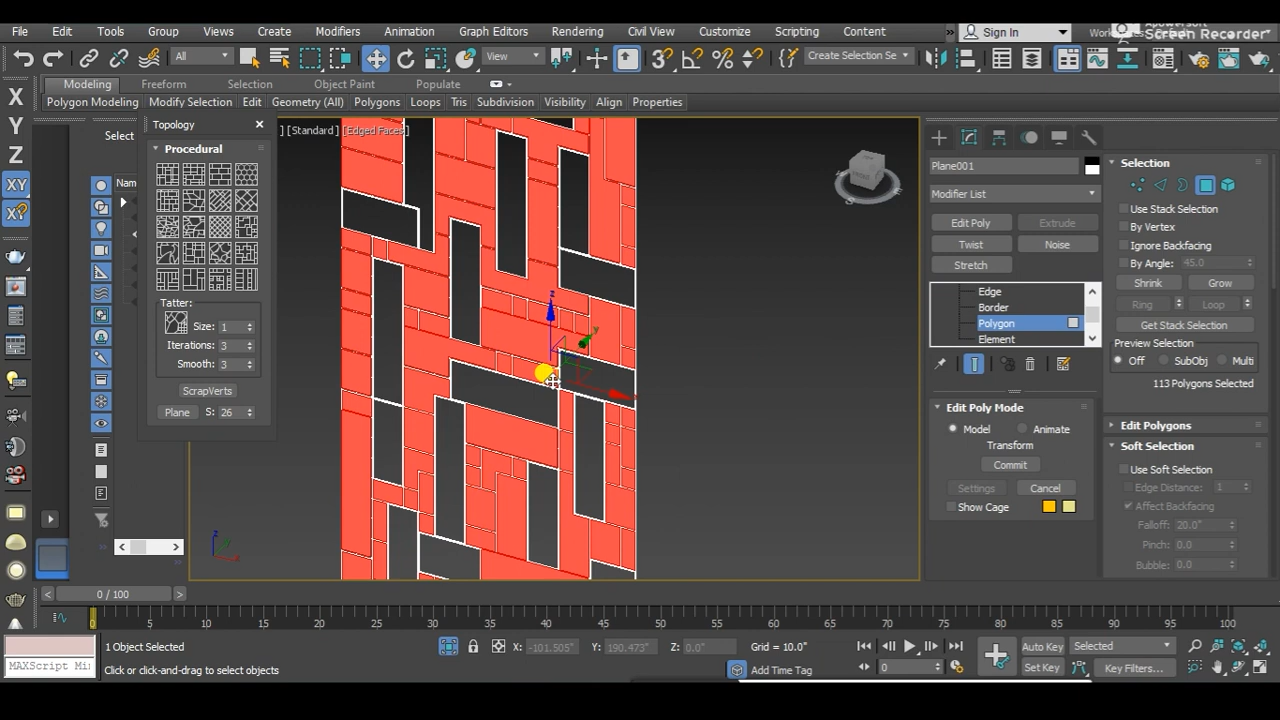 File Edit Tools Group Views Create Modifiers Animation Graph Editors Rendering Civil View Customize Scripting Content Sign In
Screen Recorder
All View Create Selection Se
Modeling Freeform Selection Object Paint Populate
Polygon Modeling Modify Selection Edit Geometry (All) Polygons Loops Tris Subdivision Visibility Align Properties
X
Y
Z
XY
XY
Select
Topology
Procedural
Nam
Tatter:
Size: 1
Iterations: 3
Smooth: 3
ScrapVerts
Plane S: 26
] [Standard ] [Edged Faces]
z
y
z
x
Plane001
Modifier List
Edit Poly Extrude
Twist Noise
Stretch
Edge
Border
Polygon
Element
Edit Poly Mode
Model Animate
Transform
Commit
Settings Cancel
Show Cage
Selection
Use Stack Selection
By Vertex
Ignore Backfacing
By Angle: 45.0
Shrink Grow
Ring Loop
Get Stack Selection
Preview Selection
Off SubObj Multi
113 Polygons Selected
Edit Polygons
Soft Selection
Use Soft Selection
Edge Distance: 1
Affect Backfacing
Falloff: 20.0"
Pinch: 0.0
Bubble: 0.0
0 / 100
0 5 10 15 20 25 30 35 40 45 50 55 60 65 70 75 80 85 90 95 100
1 Object Selected X: -101.505" Y: 190.473" Z: 0.0" Grid = 10.0" Auto Key Selected
MAXScript Mi Click or click-and-drag to select objects Add Time Tag 0 Set Key Key Filters...